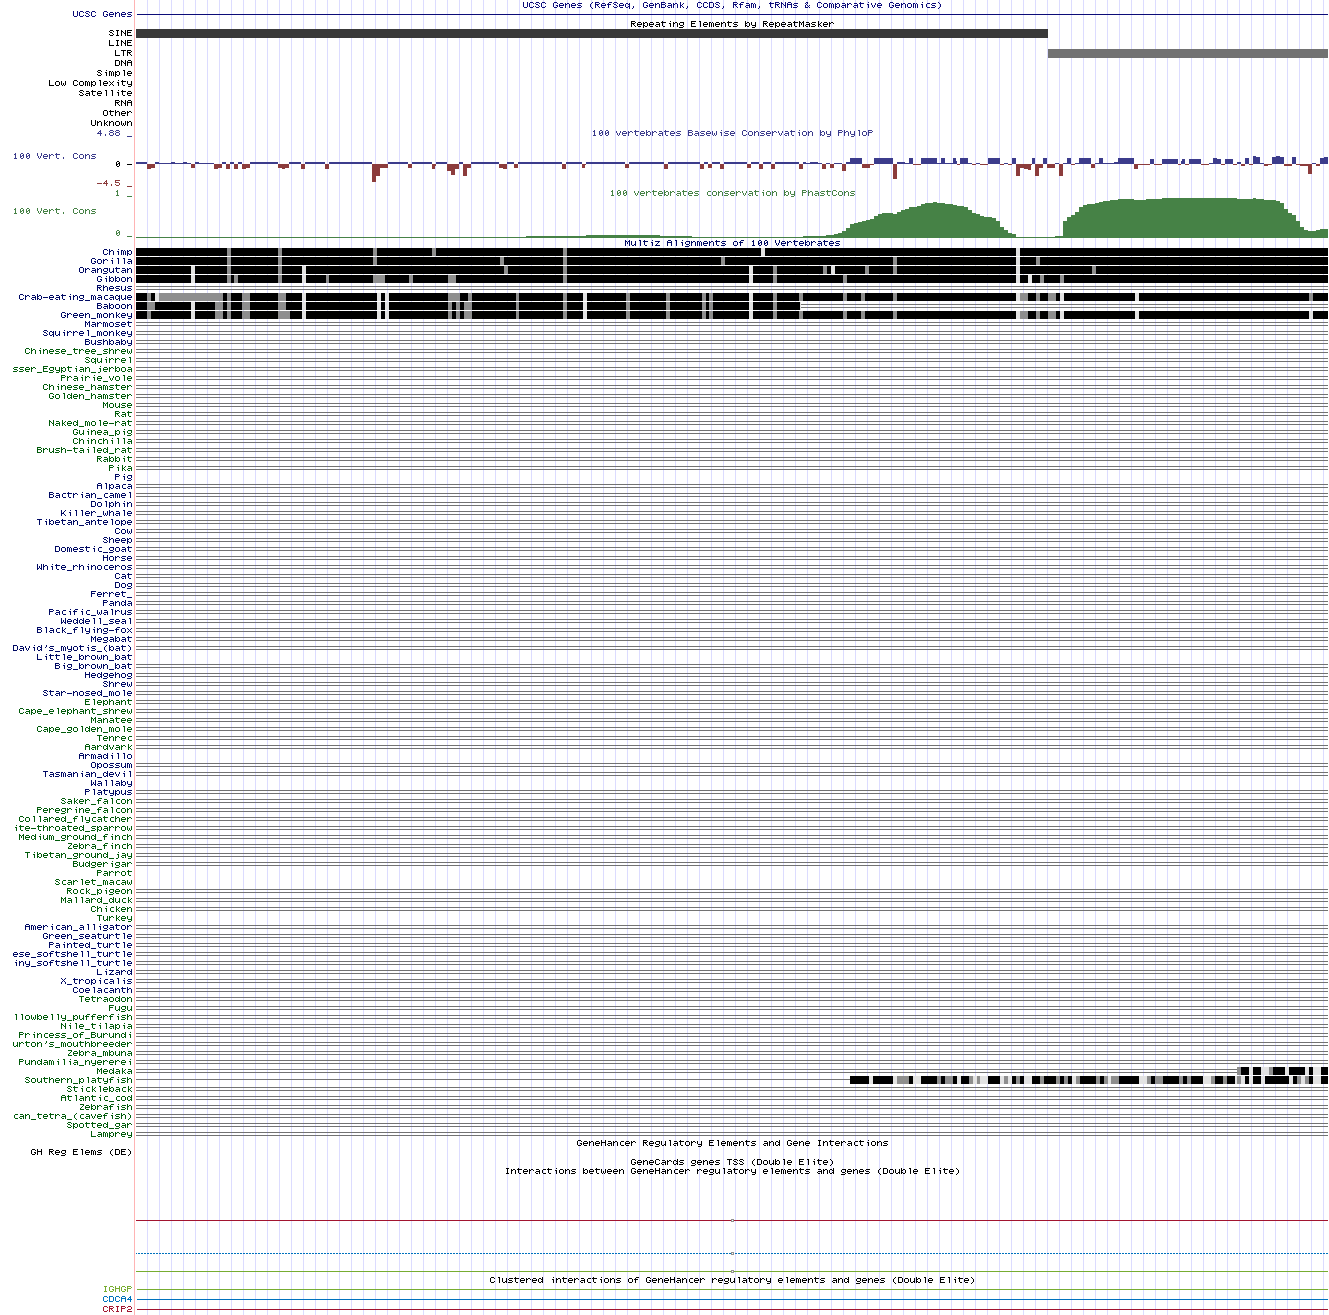 UCSC Genes (RefSeq, GenBank, CCDS, Rfam, tRNAs & Comparative Genomics)
UCSC Genes
Repeating Elements by RepeatMasker
SINE
LINE
LTR
DNA
Simple
Low Complexity
Satellite
RNA
Other
Unknown
4.88 _
100 vertebrates Basewise Conservation by PhyloP
100 Vert. Cons
0 -
-4.5 _
1 _
100 vertebrates conservation by PhastCons
100 Vert. Cons
0 _
Multiz Alignments of 100 Vertebrates
Chimp
Gorilla
Orangutan
Gibbon
Rhesus
Crab-eating_macaque
Baboon
Green_monkey
Marmoset
Squirrel_monkey
Bushbaby
Chinese_tree_shrew
Squirrel
sser_Egyptian_jerboa
Prairie_vole
Chinese_hamster
Golden_hamster
Mouse
Rat
Naked_mole-rat
Guinea_pig
Chinchilla
Brush-tailed_rat
Rabbit
Pika
Pig
Alpaca
Bactrian_camel
Dolphin
Killer_whale
Tibetan_antelope
Cow
Sheep
Domestic_goat
Horse
White_rhinoceros
Cat
Dog
Ferret_
Panda
Pacific_walrus
Weddell_seal
Black_flying-fox
Megabat
David's_myotis_(bat)
Little_brown_bat
Big_brown_bat
Hedgehog
Shrew
Star-nosed_mole
Elephant
Cape_elephant_shrew
Manatee
Cape_golden_mole
Tenrec
Aardvark
Armadillo
Opossum
Tasmanian_devil
Wallaby
Platypus
Saker_falcon
Peregrine_falcon
Collared_flycatcher
ite-throated_sparrow
Medium_ground_finch
Zebra_finch
Tibetan_ground_jay
Budgerigar
Parrot
Scarlet_macaw
Rock_pigeon
Mallard_duck
Chicken
Turkey
American_alligator
Green_seaturtle
Painted_turtle
ese_softshell_turtle
iny_softshell_turtle
Lizard
X_tropicalis
Coelacanth
Tetraodon
Fugu
llowbelly_pufferfish
Nile_tilapia
Princess_of_Burundi
urton's_mouthbreeder
Zebra_mbuna
Pundamilia_nyererei
Medaka
Southern_platyfish
Stickleback
Atlantic_cod
Zebrafish
can_tetra_(cavefish)
Spotted_gar
Lamprey
GeneHancer Regulatory Elements and Gene Interactions
GH Reg Elems (DE)
GeneCards genes TSS (Double Elite)
Interactions between GeneHancer regulatory elements and genes (Double Elite)
Clustered interactions of GeneHancer regulatory elements and genes (Double Elite)
IGHGP
CDCA4
CRIP2